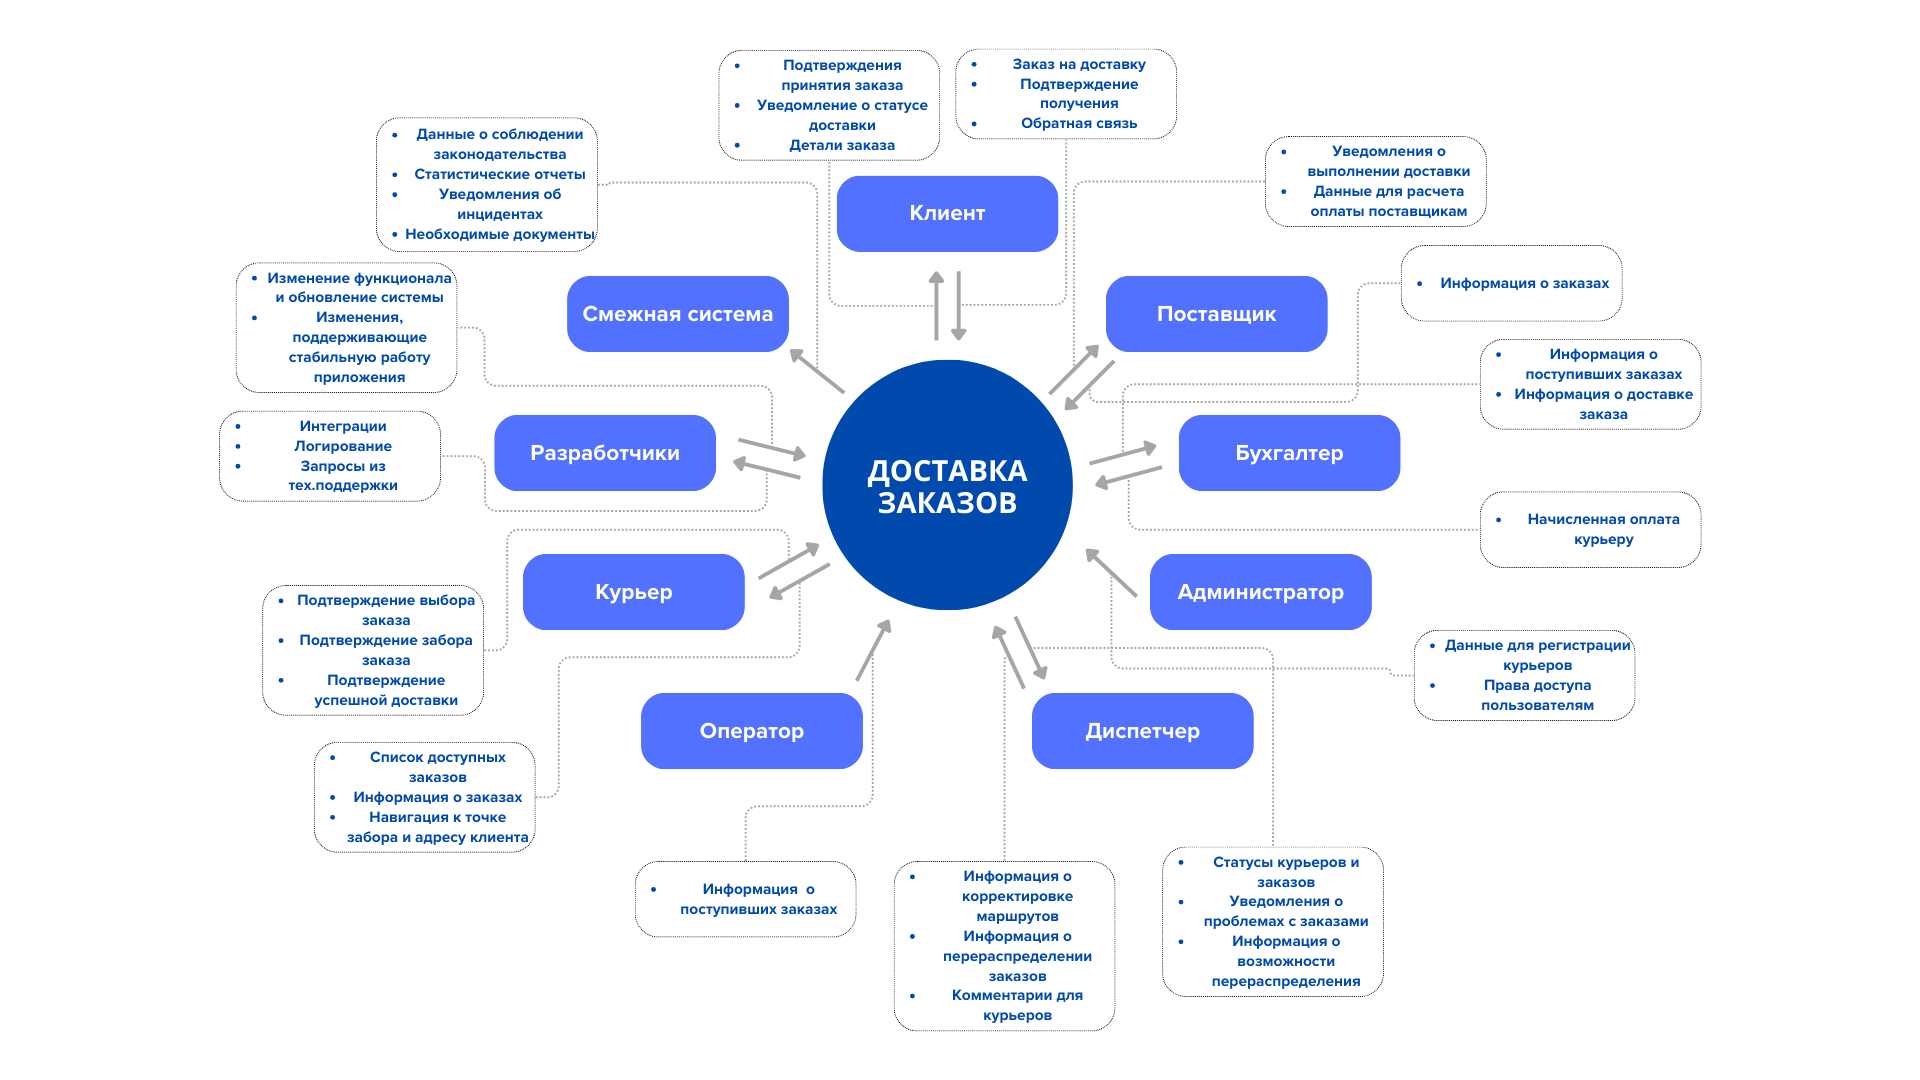 Подтверждения
принятия заказа
Уведомление о статусе
доставки
Детали заказа
Заказ на доставку
Подтверждение
получения
Обратная связь
Данные о соблюдении
законодательства
Статистические отчеты
Уведомления об
инцидентах
Необходимые документы
Уведомления о
выполнении доставки
Данные для расчета
оплаты поставщикам
Клиент
Изменение функционала
и обновление системы
Изменения,
поддерживающие
стабильную работу
приложения
Смежная система
Поставщик
Информация о заказах
Информация о
поступивших заказах
Информация о доставке
заказа
Интеграции
Логирование
Запросы из
тех.поддержки
Разработчики
ДОСТАВКА
ЗАКАЗОВ
Бухгалтер
Начисленная оплата
курьеру
Курьер
Администратор
Подтверждение выбора
заказа
Подтверждение забора
заказа
Подтверждение
успешной доставки
Данные для регистрации
курьеров
Права доступа
пользователям
Оператор
Диспетчер
Список доступных
заказов
Информация о заказах
Навигация к точке
забора и адресу клиента
Информация  о
поступивших заказах
Информация о
корректировке
маршрутов
Информация о
перераспределении
заказов
Комментарии для
курьеров
Статусы курьеров и
заказов
Уведомления о
проблемах с заказами
Информация о
возможности
перераспределения